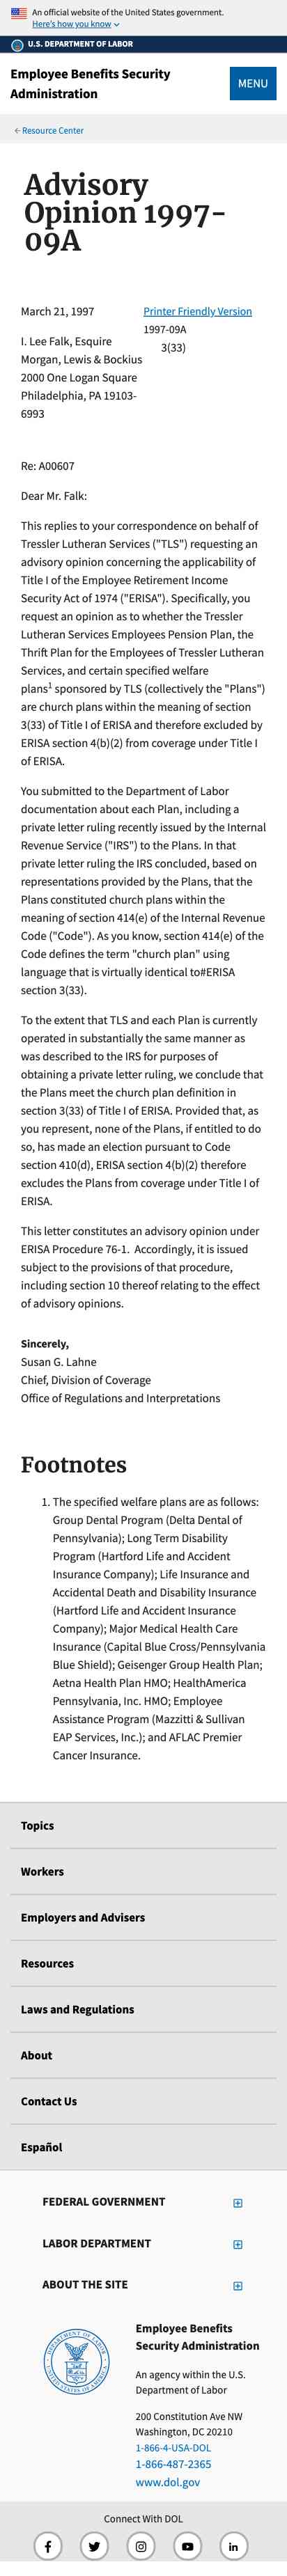 An official website of the United States government.
Here's how you know
U.S. DEPARTMENT OF LABOR
Employee Benefits Security
Administration
MENU
Resource Center
Advisory
Opinion 1997-
09A
March 21, 1997
Printer Friendly Version
1997-09A
3(33)
I. Lee Falk, Esquire
Morgan, Lewis & Bockius
2000 One Logan Square
Philadelphia, PA 19103-
6993
Re: A00607
Dear Mr. Falk:
This replies to your correspondence on behalf of
Tressler Lutheran Services ("TLS") requesting an
advisory opinion concerning the applicability of
Title I of the Employee Retirement Income
Security Act of 1974 ("ERISA"). Specifically, you
request an opinion as to whether the Tressler
Lutheran Services Employees Pension Plan, the
Thrift Plan for the Employees of Tressler Lutheran
Services, and certain specified welfare
plans1 sponsored by TLS (collectively the "Plans")
are church plans within the meaning of section
3(33) of Title I of ERISA and therefore excluded by
ERISA section 4(b)(2) from coverage under Title I
of ERISA.
You submitted to the Department of Labor
documentation about each Plan, including a
private letter ruling recently issued by the Internal
Revenue Service ("IRS") to the Plans. In that
private letter ruling the IRS concluded, based on
representations provided by the Plans, that the
Plans constituted church plans within the
meaning of section 414(e) of the Internal Revenue
Code ("Code"). As you know, section 414(e) of the
Code defines the term "church plan" using
language that is virtually identical to#ERISA
section 3(33).
To the extent that TLS and each Plan is currently
operated in substantially the same manner as
was described to the IRS for purposes of
obtaining a private letter ruling, we conclude that
the Plans meet the church plan definition in
section 3(33) of Title I of ERISA. Provided that, as
you represent, none of the Plans, if entitled to do
so, has made an election pursuant to Code
section 410(d), ERISA section 4(b)(2) therefore
excludes the Plans from coverage under Title I of
ERISA.
This letter constitutes an advisory opinion under
ERISA Procedure 76-1.  Accordingly, it is issued
subject to the provisions of that procedure,
including section 10 thereof relating to the effect
of advisory opinions.
Sincerely,
Susan G. Lahne
Chief, Division of Coverage
Office of Regulations and Interpretations
Footnotes
1. The specified welfare plans are as follows:
Group Dental Program (Delta Dental of
Pennsylvania); Long Term Disability
Program (Hartford Life and Accident
Insurance Company); Life Insurance and
Accidental Death and Disability Insurance
(Hartford Life and Accident Insurance
Company); Major Medical Health Care
Insurance (Capital Blue Cross/Pennsylvania
Blue Shield); Geisenger Group Health Plan;
Aetna Health Plan HMO; HealthAmerica
Pennsylvania, Inc. HMO; Employee
Assistance Program (Mazzitti & Sullivan
EAP Services, Inc.); and AFLAC Premier
Cancer Insurance.
Topics
Workers
Employers and Advisers
Resources
Laws and Regulations
About
Contact Us
Español
FEDERAL GOVERNMENT
LABOR DEPARTMENT
ABOUT THE SITE
DEPARTMENT OF LABOR
UNITED STATES OF AMERICA
Employee Benefits
Security Administration
An agency within the U.S.
Department of Labor
200 Constitution Ave NW
Washington, DC 20210
1-866-4-USA-DOL
1-866-487-2365
www.dol.gov
Connect With DOL